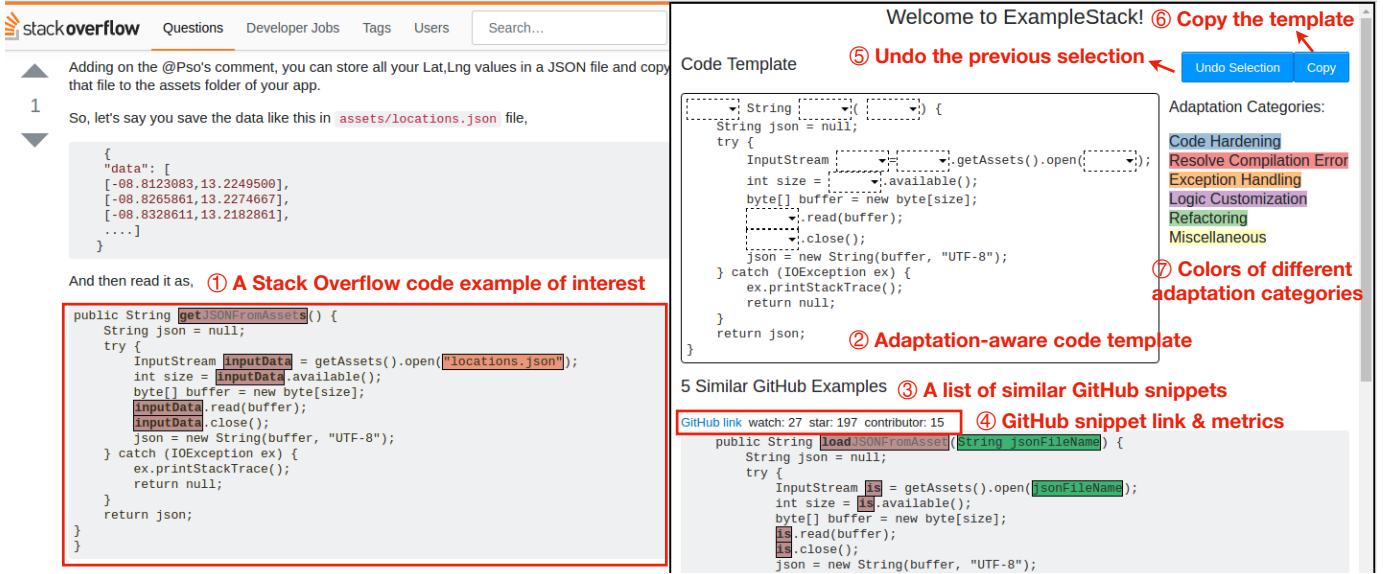 stackoverflow Questions Developer Jobs Tags Users Search...
1
Adding on the @Pso's comment, you can store all your Lat,Lng values in a JSON file and copy
that file to the assets folder of your app.
So, let's say you save the data like this in assets/locations.json file,
{
"data": [
[-08.8123083,13.2249500],
[-08.8265861,13.2274667],
[-08.8328611,13.2182861],
....]
}
And then read it as,
① A Stack Overflow code example of interest
public String getJSONFromAssets() {
String json = null;
try {
InputStream inputData = getAssets().open("locations.json");
int size = inputData.available();
byte[] buffer = new byte[size];
inputData.read(buffer);
inputData.close();
json = new String(buffer, "UTF-8");
} catch (IOException ex) {
ex.printStackTrace();
return null;
}
return json;
}
}
Welcome to ExampleStack!
⑥ Copy the template
Code Template
⑤ Undo the previous selection
Undo Selection Copy
String ( ) {
String json = null;
try {
InputStream = .getAssets().open( );
int size = .available();
byte[] buffer = new byte[size];
.read(buffer);
.close();
json = new String(buffer, "UTF-8");
} catch (IOException ex) {
ex.printStackTrace();
return null;
}
return json;
}
② Adaptation-aware code template
Adaptation Categories:
Code Hardening
Resolve Compilation Error
Exception Handling
Logic Customization
Refactoring
Miscellaneous
⑦ Colors of different
adaptation categories
5 Similar GitHub Examples
③ A list of similar GitHub snippets
GitHub link watch: 27 star: 197 contributor: 15
④ GitHub snippet link & metrics
public String loadJSONFromAsset(String jsonFileName) {
String json = null;
try {
InputStream is = getAssets().open(jsonFileName);
int size = is.available();
byte[] buffer = new byte[size];
is.read(buffer);
is.close();
json = new String(buffer, "UTF-8");